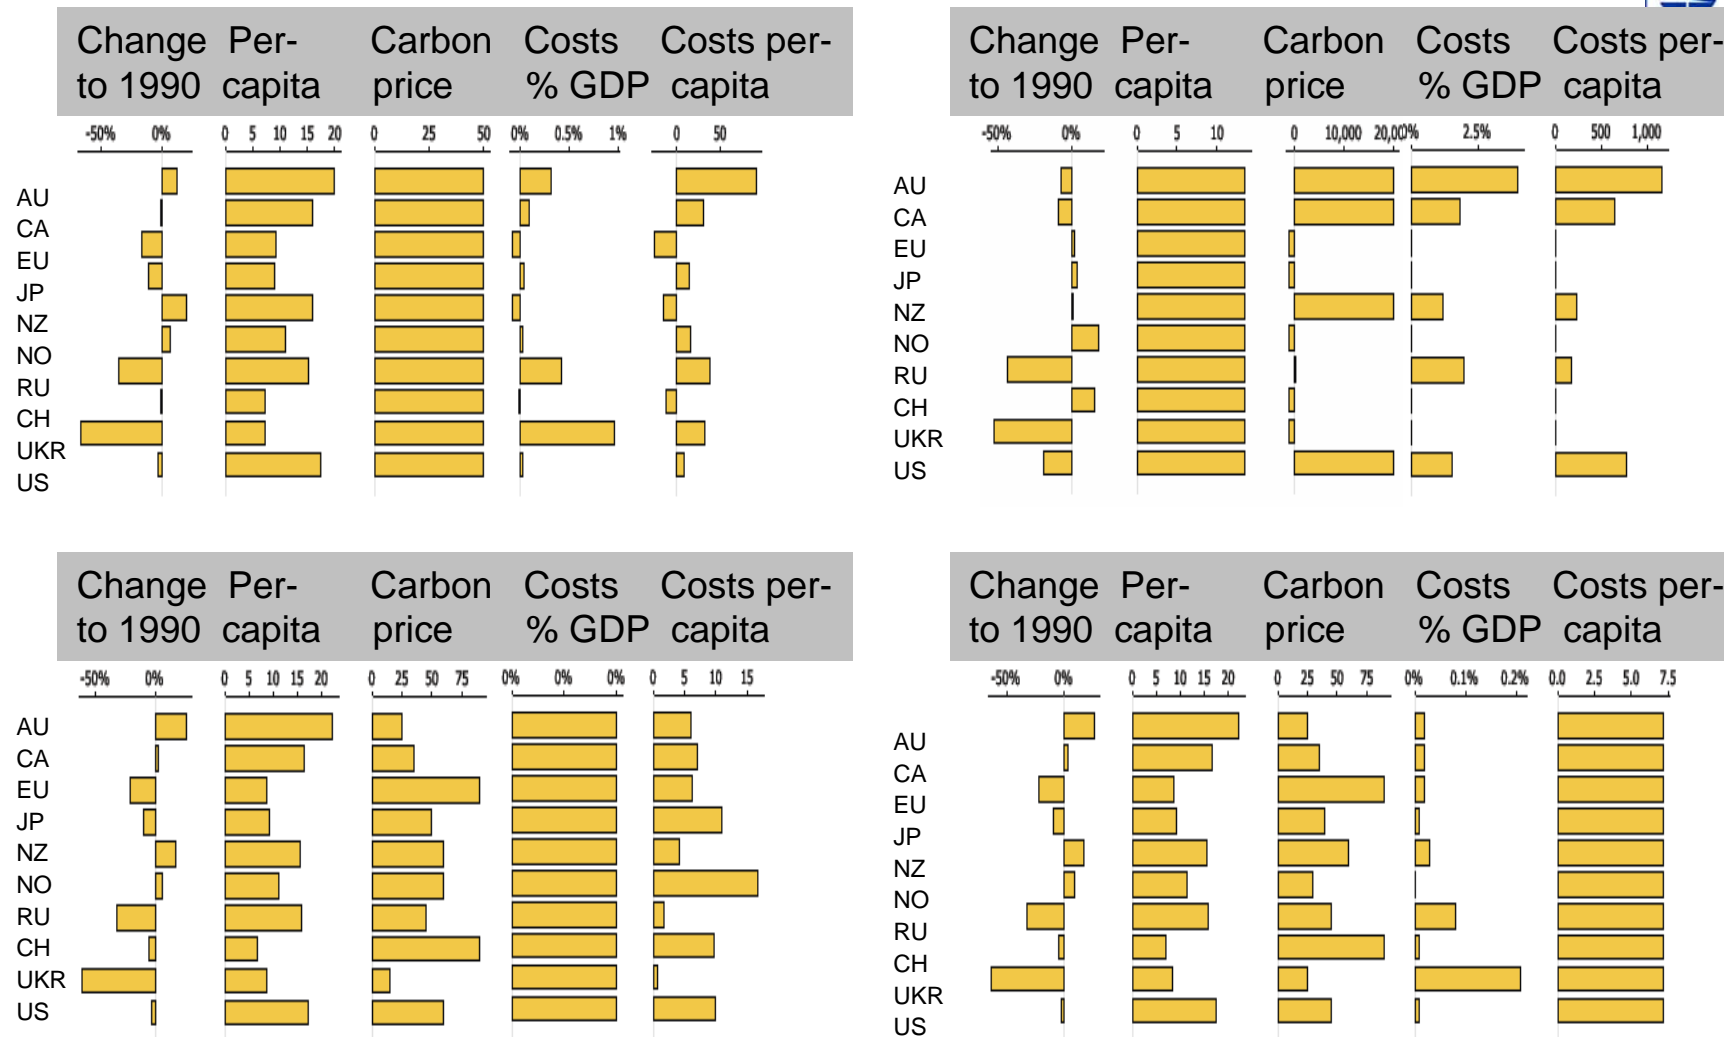 Change Per- Carbon Costs Costs per-
to 1990 capita price % GDP capita
-50% 0% 0 5 10 15 20 0 25 50 0% 0.5% 1% 0 50
AU
CA
EU
JP
NZ
NO
RU
CH
UKR
US
Change Per- Carbon Costs Costs per-
to 1990 capita price % GDP capita
-50% 0% 0 5 10 0 10,000 20,00 0% 2.5% 0 500 1,000
AU
CA
EU
JP
NZ
NO
RU
CH
UKR
US
Change Per- Carbon Costs Costs per-
to 1990 capita price % GDP capita
-50% 0% 0 5 10 15 20 0 25 50 75 0% 0% 0% 0 5 10 15
AU
CA
EU
JP
NZ
NO
RU
CH
UKR
US
Change Per- Carbon Costs Costs per-
to 1990 capita price % GDP capita
-50% 0% 0 5 10 15 20 0 25 50 75 0% 0.1% 0.2% 0.0 2.5 5.0 7.5
AU
CA
EU
JP
NZ
NO
RU
CH
UKR
US